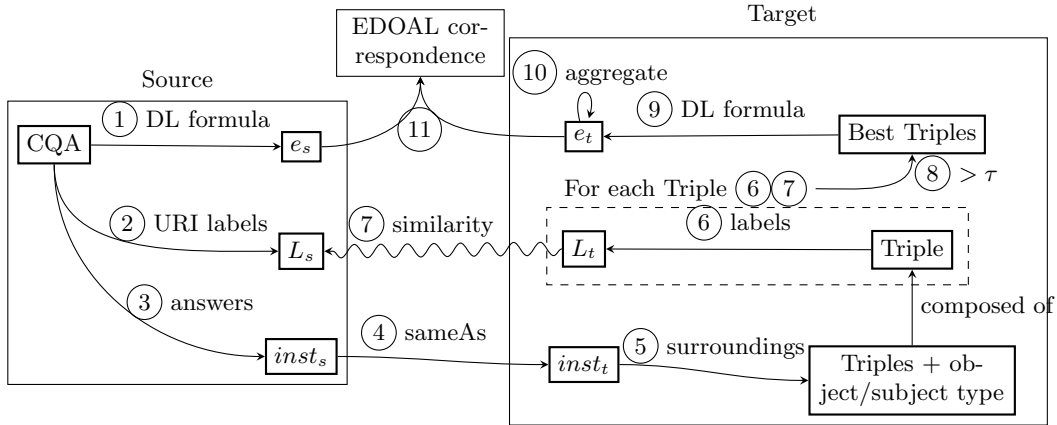 Target
EDOAL cor-
respondence
Source
10 aggregate
1 DL formula
9 DL formula
11
CQA
e_s
e_t
Best Triples
8 > τ
For each Triple 6 7
2 URI labels
7 similarity
6 labels
L_s
L_t
Triple
3 answers
composed of
4 sameAs
5 surroundings
inst_s
inst_t
Triples + ob-
ject/subject type